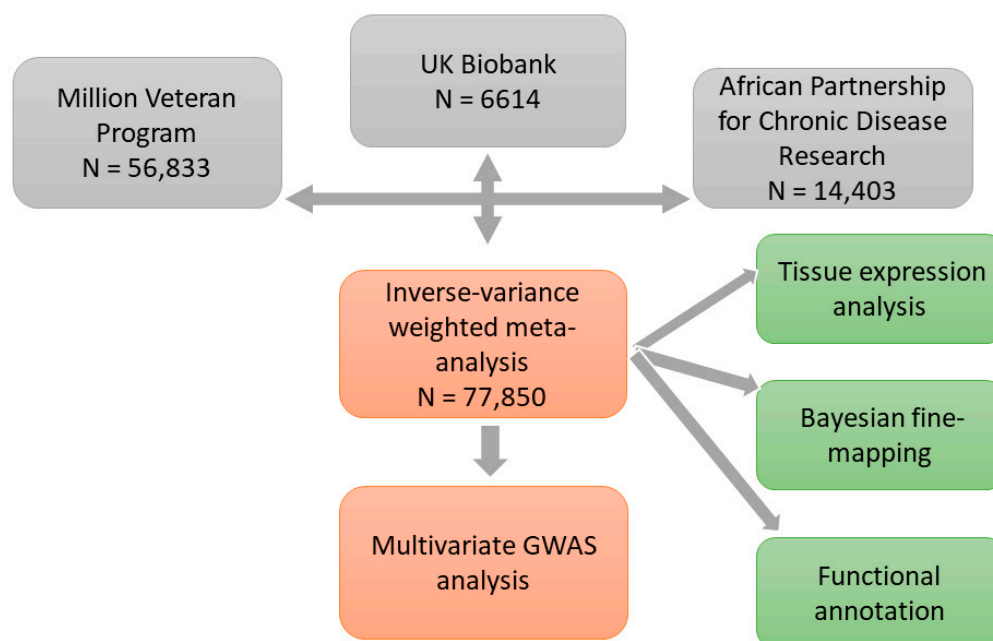 Million Veteran
Program
N = 56,833
UK Biobank
N = 6614
African Partnership
for Chronic Disease
Research
N = 14,403
Inverse-variance
weighted meta-
analysis
N = 77,850
Tissue expression
analysis
Bayesian fine-
mapping
Multivariate GWAS
analysis
Functional
annotation